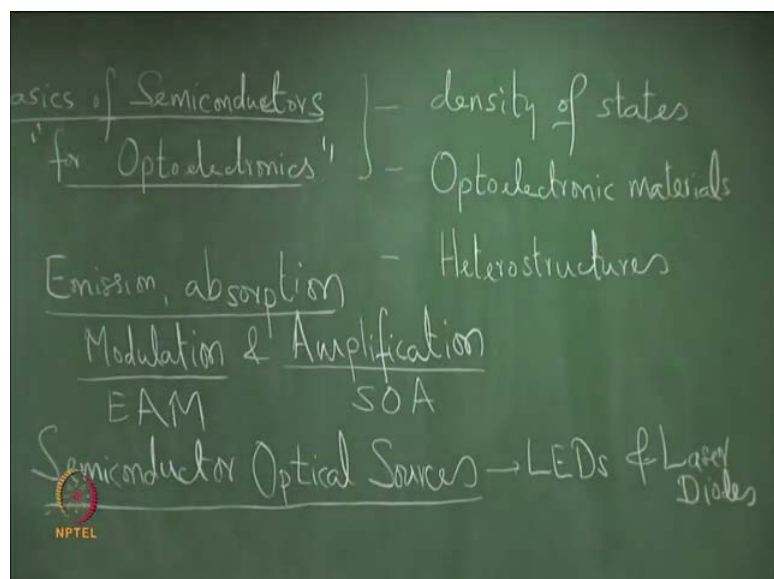 asics of Semiconductors - density of states
"for Optoelectronics" - Optoelectronic materials
- Heterostructures
Emission, absorption
Modulation & Amplification
EAM SOA
Semiconductor Optical Sources → LEDs & Laser
Diodes
NPTEL